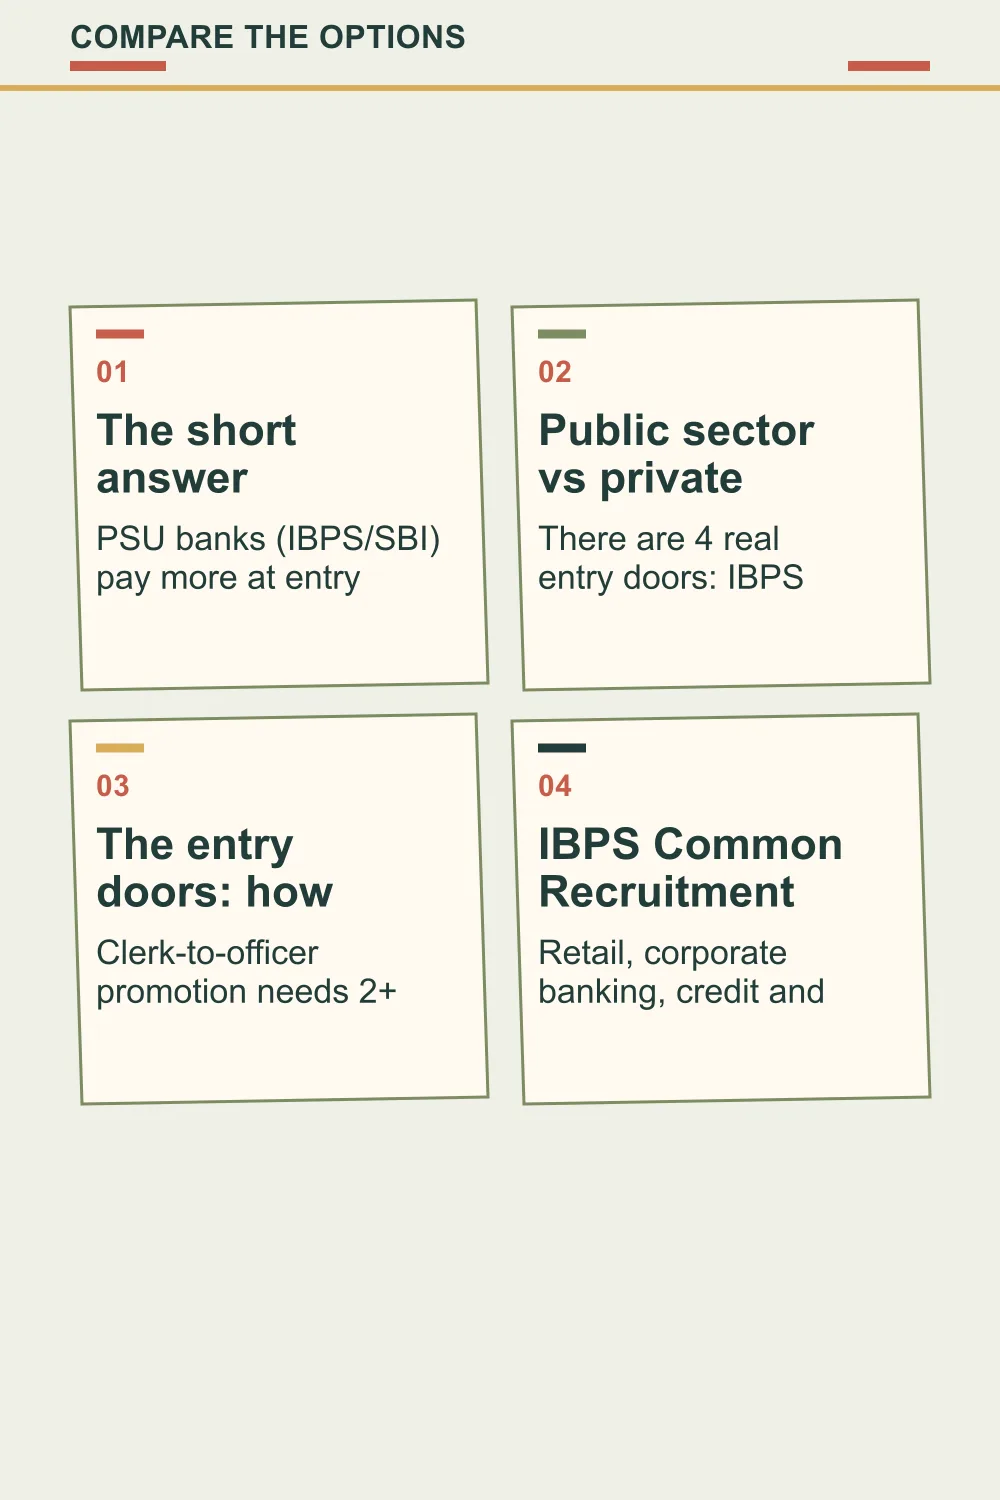 COMPARE THE OPTIONS
01
The short
answer
PSU banks (IBPS/SBI)
pay more at entry
02
Public sector
vs private
There are 4 real
entry doors: IBPS
03
The entry
doors: how
Clerk-to-officer
promotion needs 2+
04
IBPS Common
Recruitment
Retail, corporate
banking, credit and